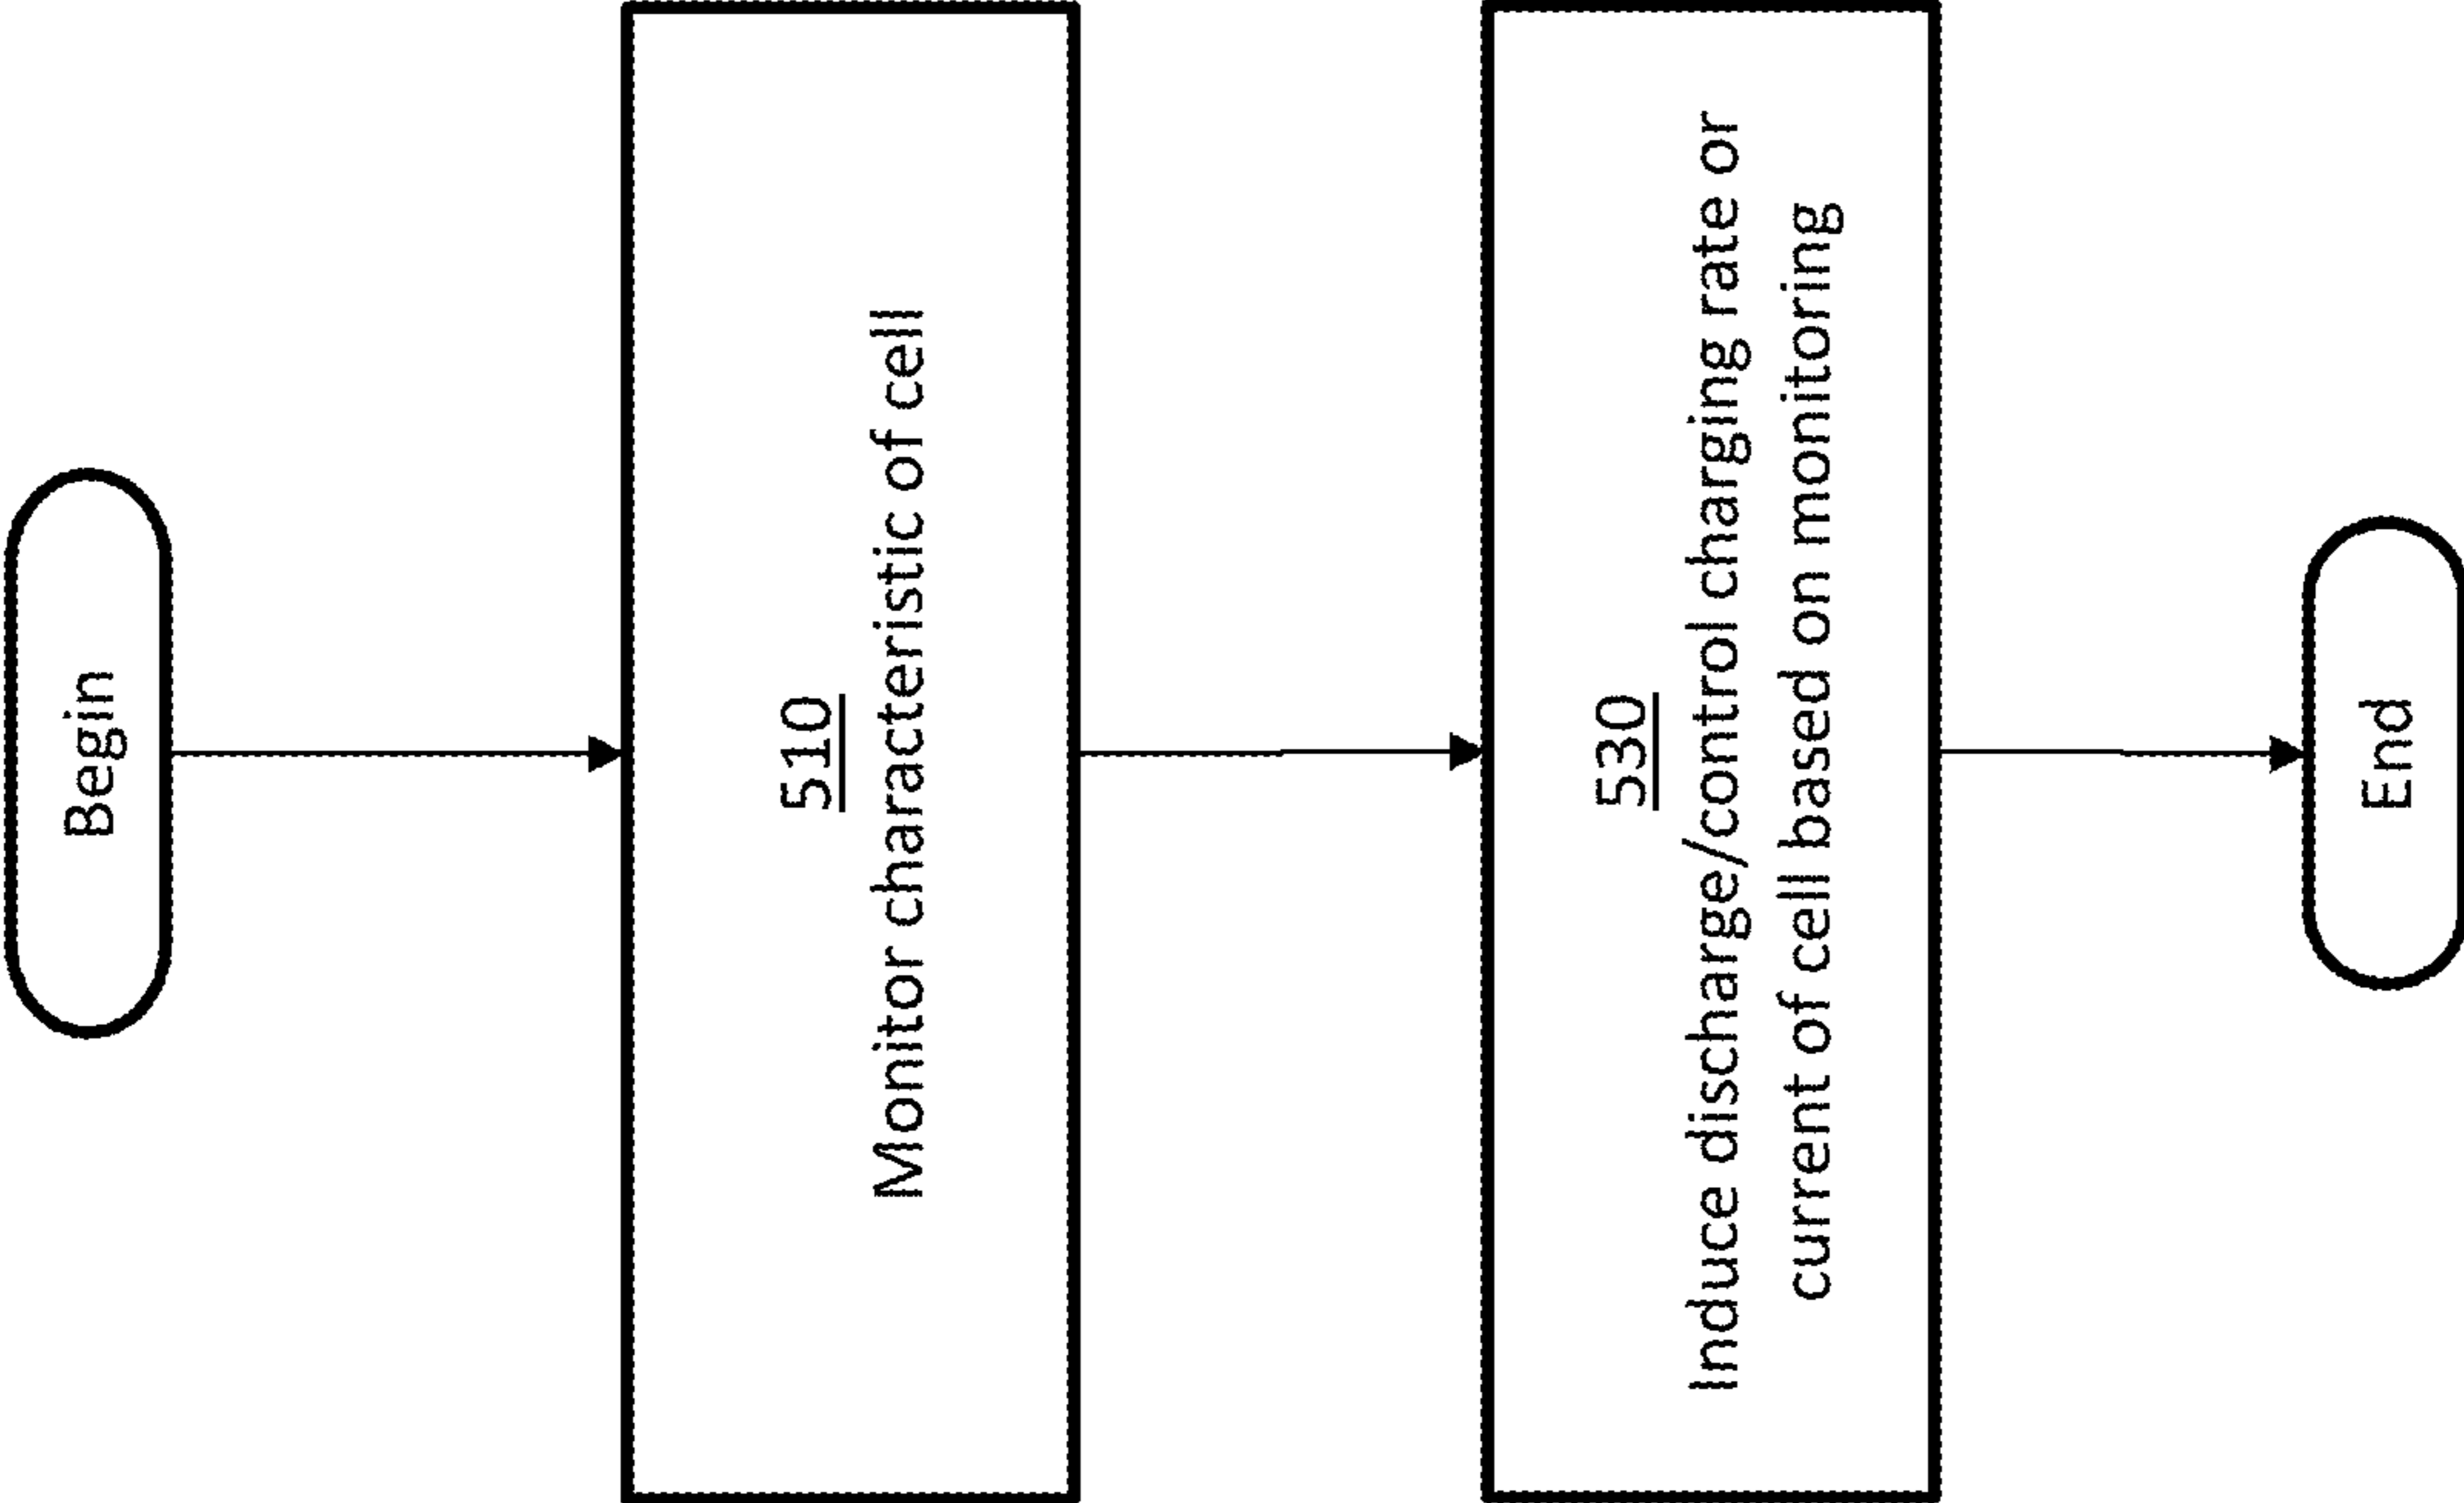 Begin
510
Monitor characteristic of cell
530
Induce discharge/control charging rate or
current of cell based on monitoring
End